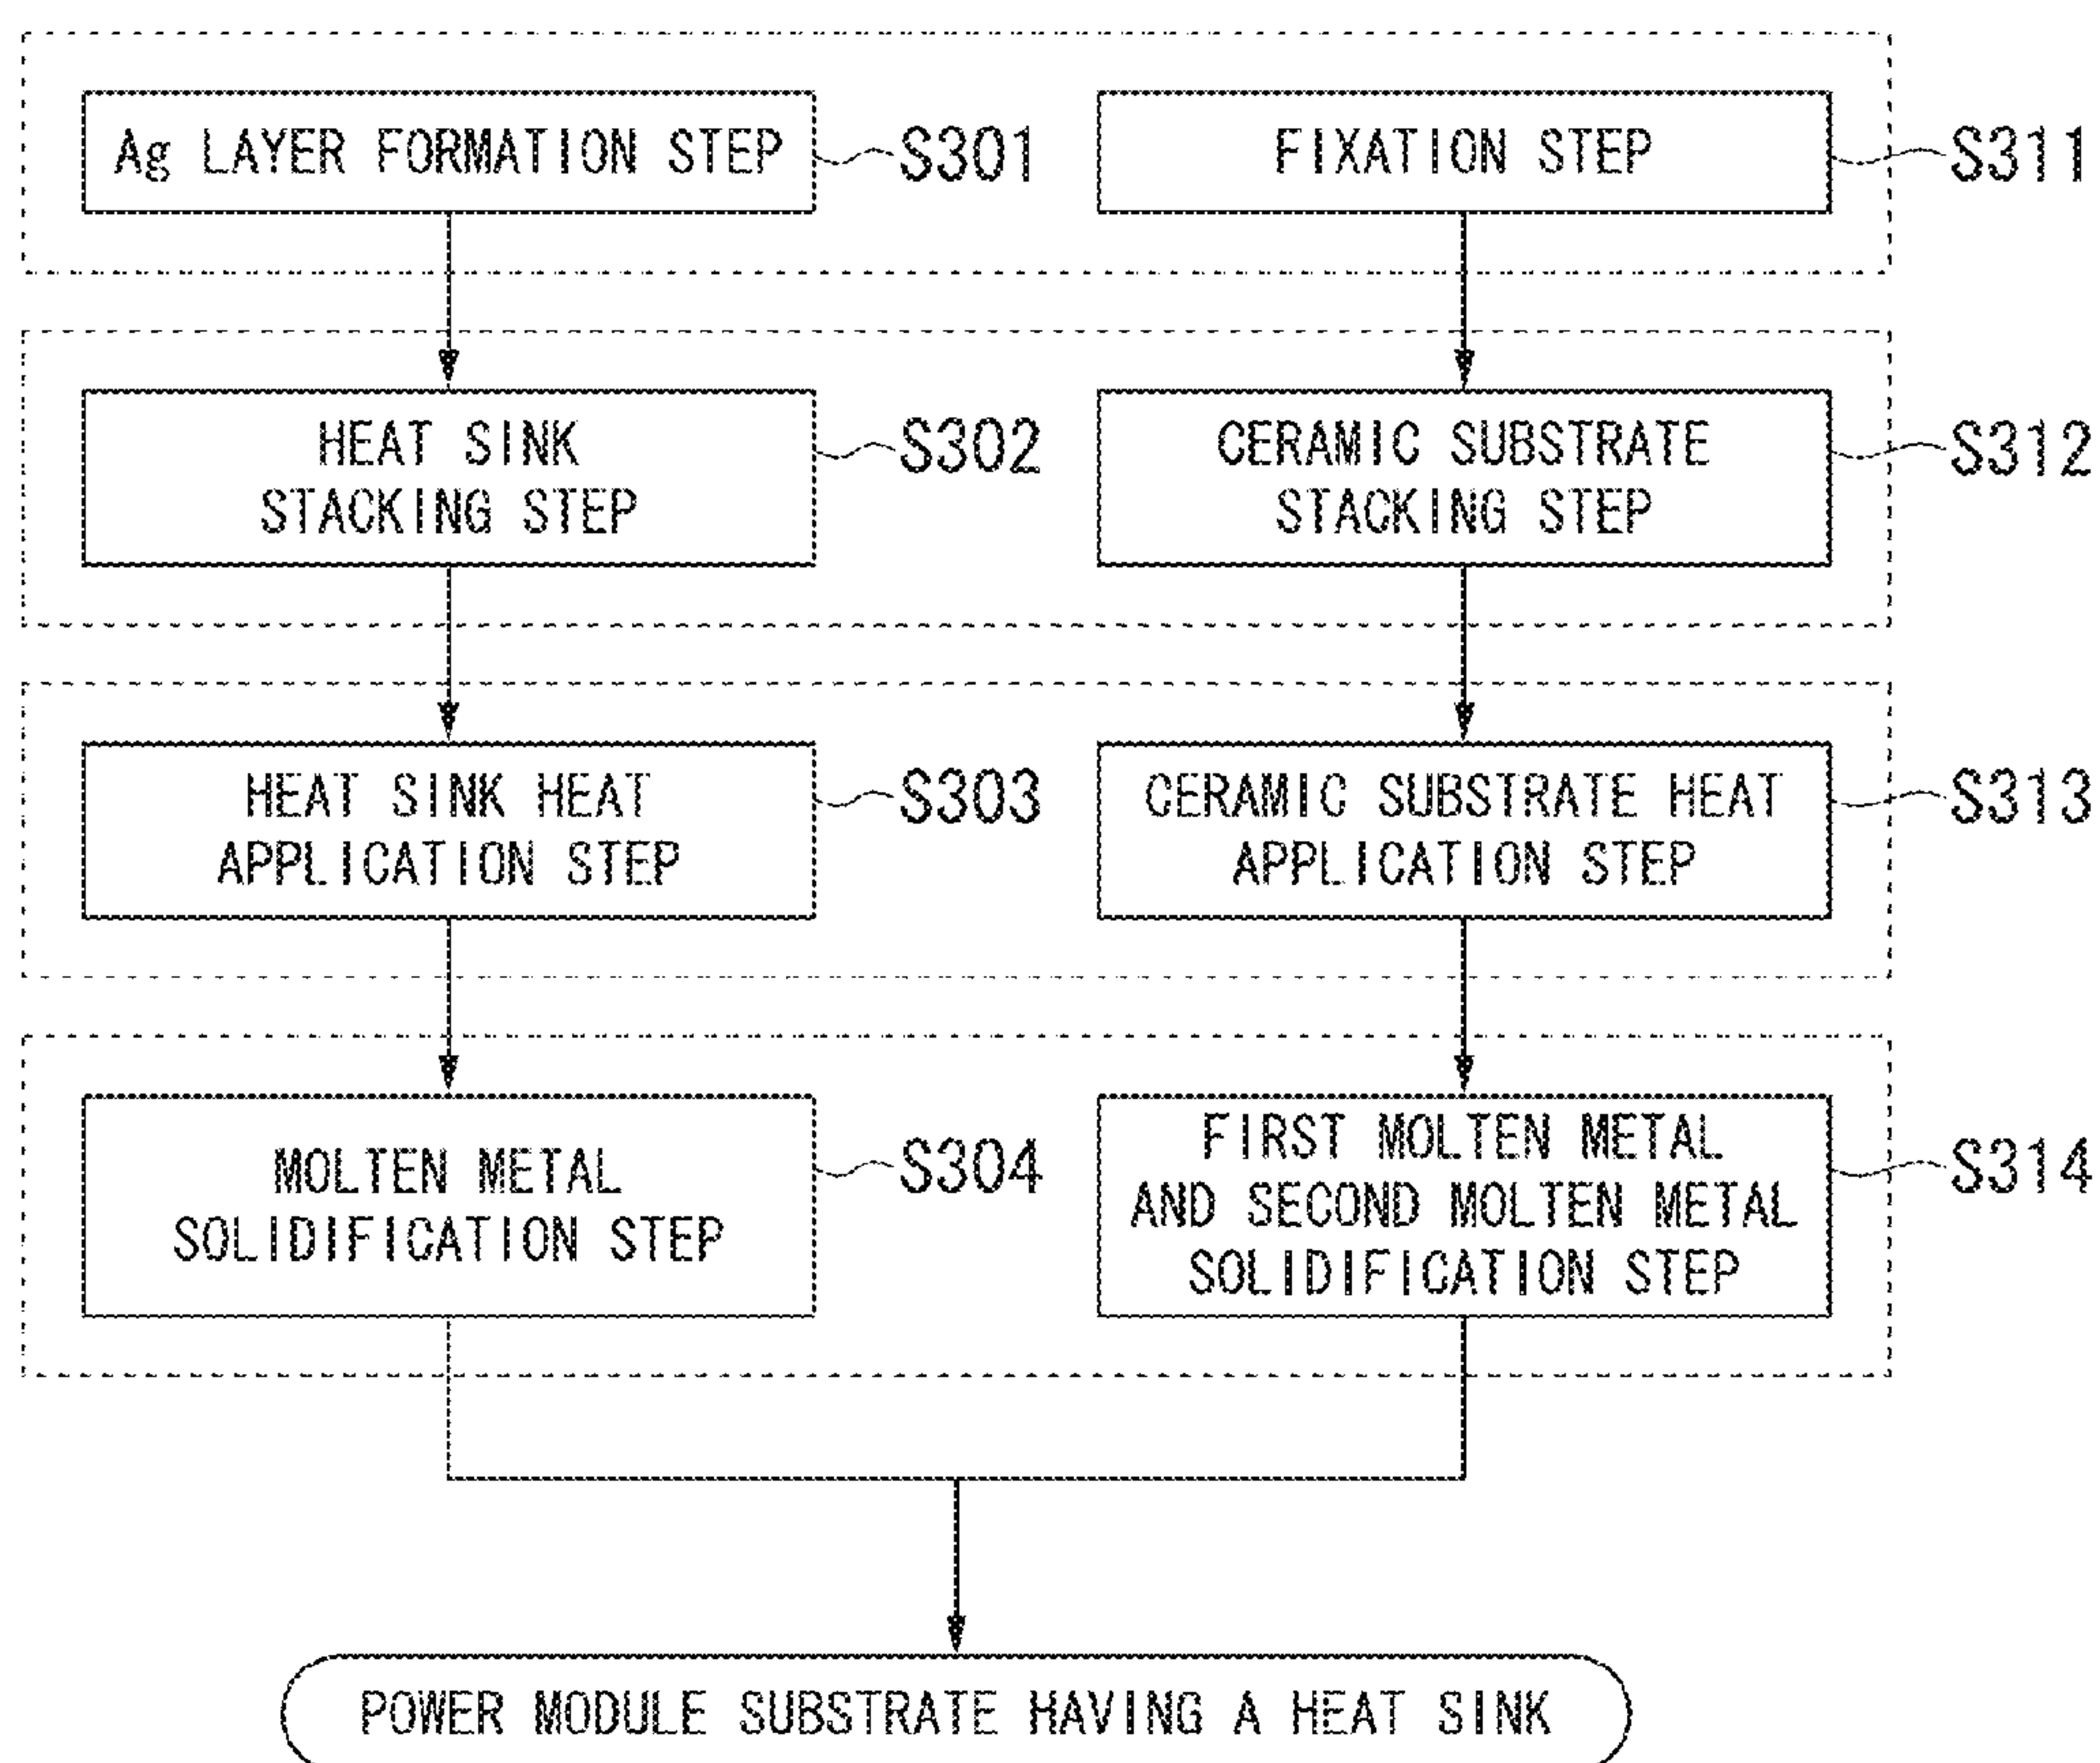 Ag LAYER FORMATION STEP
S301
FIXATION STEP
S311
HEAT SINK
STACKING STEP
S302
CERAMIC SUBSTRATE
STACKING STEP
S312
HEAT SINK HEAT
APPLICATION STEP
S303
CERAMIC SUBSTRATE HEAT
APPLICATION STEP
S313
MOLTEN METAL
SOLIDIFICATION STEP
S304
FIRST MOLTEN METAL
AND SECOND MOLTEN METAL
SOLIDIFICATION STEP
S314
POWER MODULE SUBSTRATE HAVING A HEAT SINK